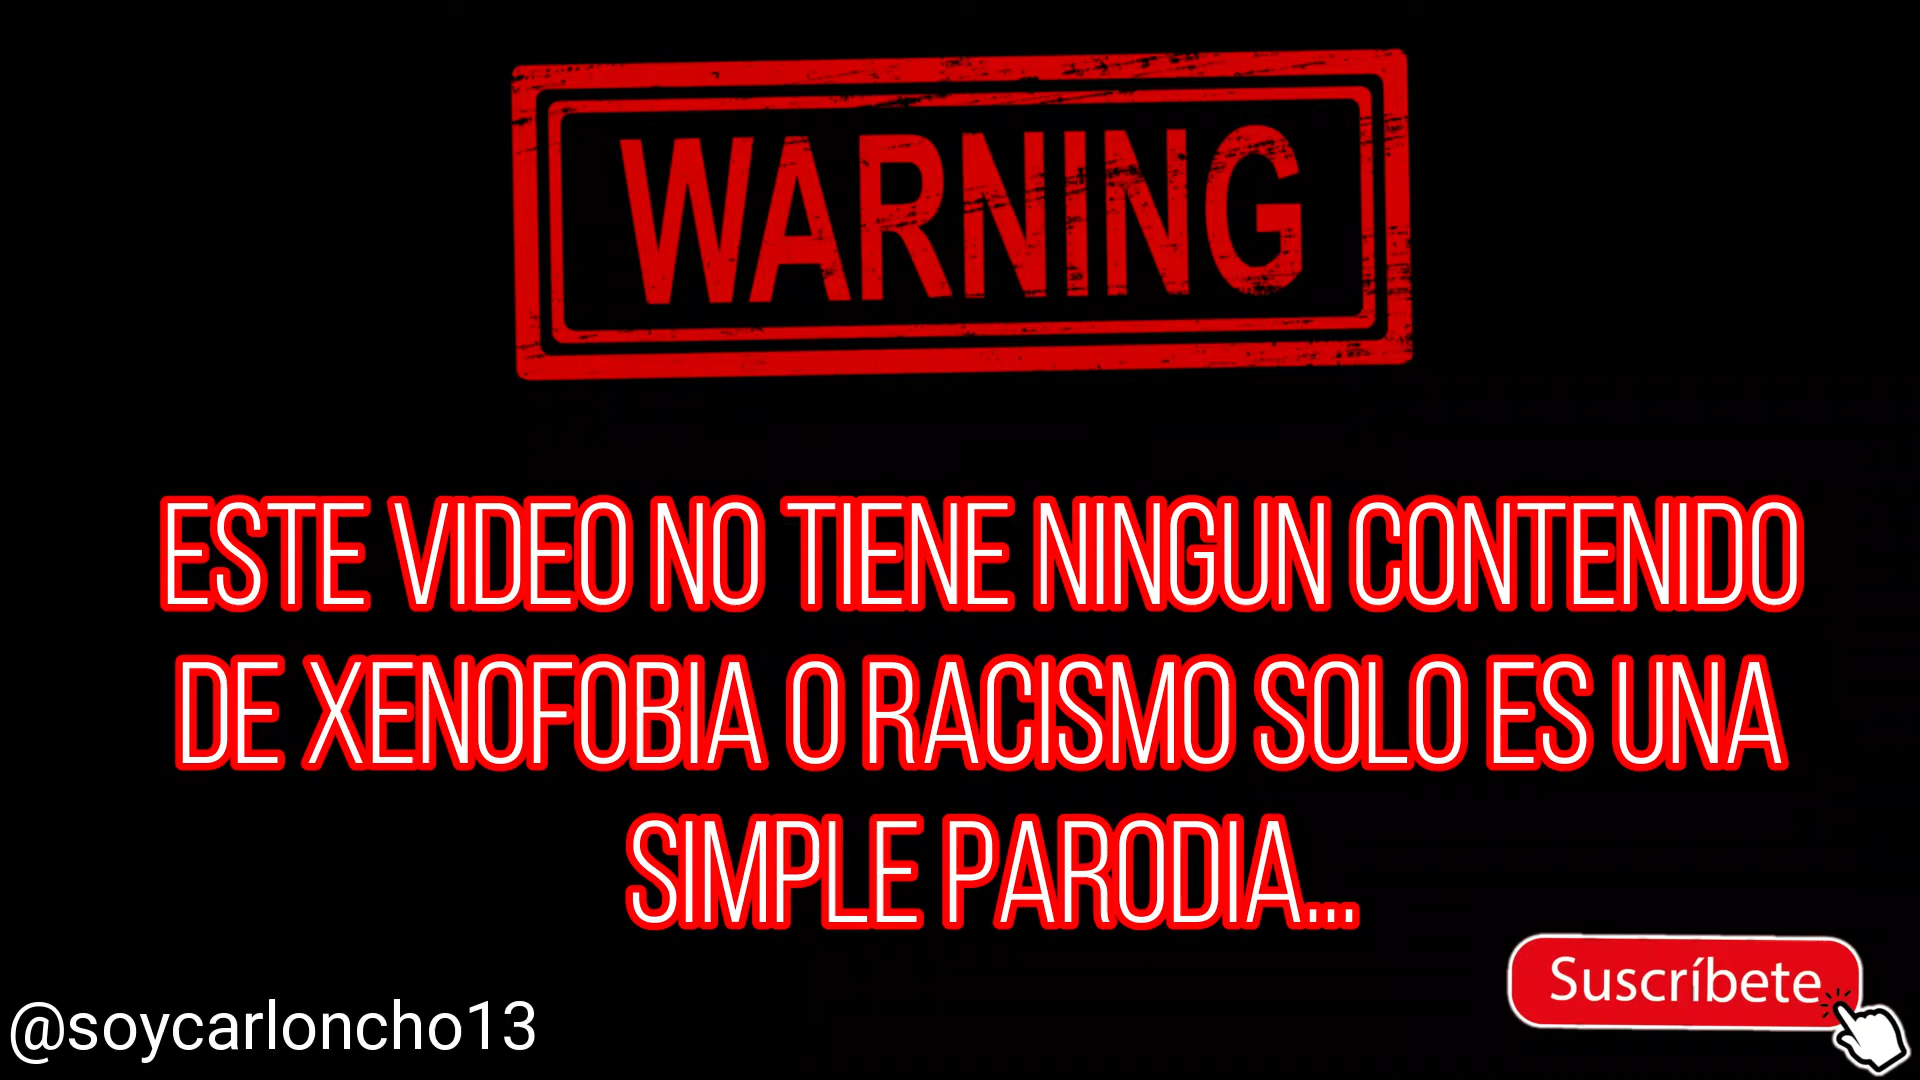 WARNING
ESTE VIDEO NO TIENE NINGUN CONTENIDO
DE XENOFOBIA O RACISMO SOLO ES UNA
SIMPLE PARODIA...
Suscríbete
@soycarloncho13